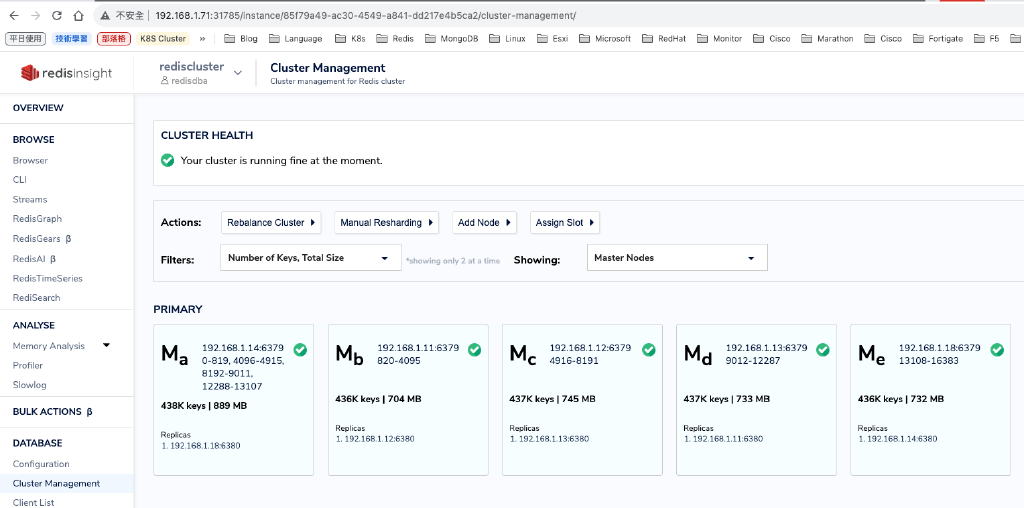 不安全 | 192.168.1.71:31785/instance/85f79a49-ac30-4549-a841-dd217e4b5ca2/cluster-management/
平日使用 技術學習 部落格 K8S Cluster » Blog Language K8s Redis MongoDB Linux Esxi Microsoft RedHat Monitor Cisco Marathon Cisco Fortigate F5
redisinsight
rediscluster
redisdba
Cluster Management
Cluster management for Redis cluster
OVERVIEW
BROWSE
Browser
CLI
Streams
RedisGraph
RedisGears β
RedisAI β
RedisTimeSeries
RediSearch
ANALYSE
Memory Analysis
Profiler
Slowlog
BULK ACTIONS β
DATABASE
Configuration
Cluster Management
Client List
CLUSTER HEALTH
Your cluster is running fine at the moment.
Actions: Rebalance Cluster Manual Resharding Add Node Assign Slot
Filters: Number of Keys, Total Size *showing only 2 at a time Showing: Master Nodes
PRIMARY
Ma
192.168.1.14:6379
0-819, 4096-4915,
8192-9011,
12288-13107
438K keys | 889 MB
Replicas
1. 192.168.1.18:6380
Mb
192.168.1.11:6379
820-4095
436K keys | 704 MB
Replicas
1. 192.168.1.12:6380
Mc
192.168.1.12:6379
4916-8191
437K keys | 745 MB
Replicas
1. 192.168.1.13:6380
Md
192.168.1.13:6379
9012-12287
437K keys | 733 MB
Replicas
1. 192.168.1.11:6380
Me
192.168.1.18:6379
13108-16383
436K keys | 732 MB
Replicas
1. 192.168.1.14:6380